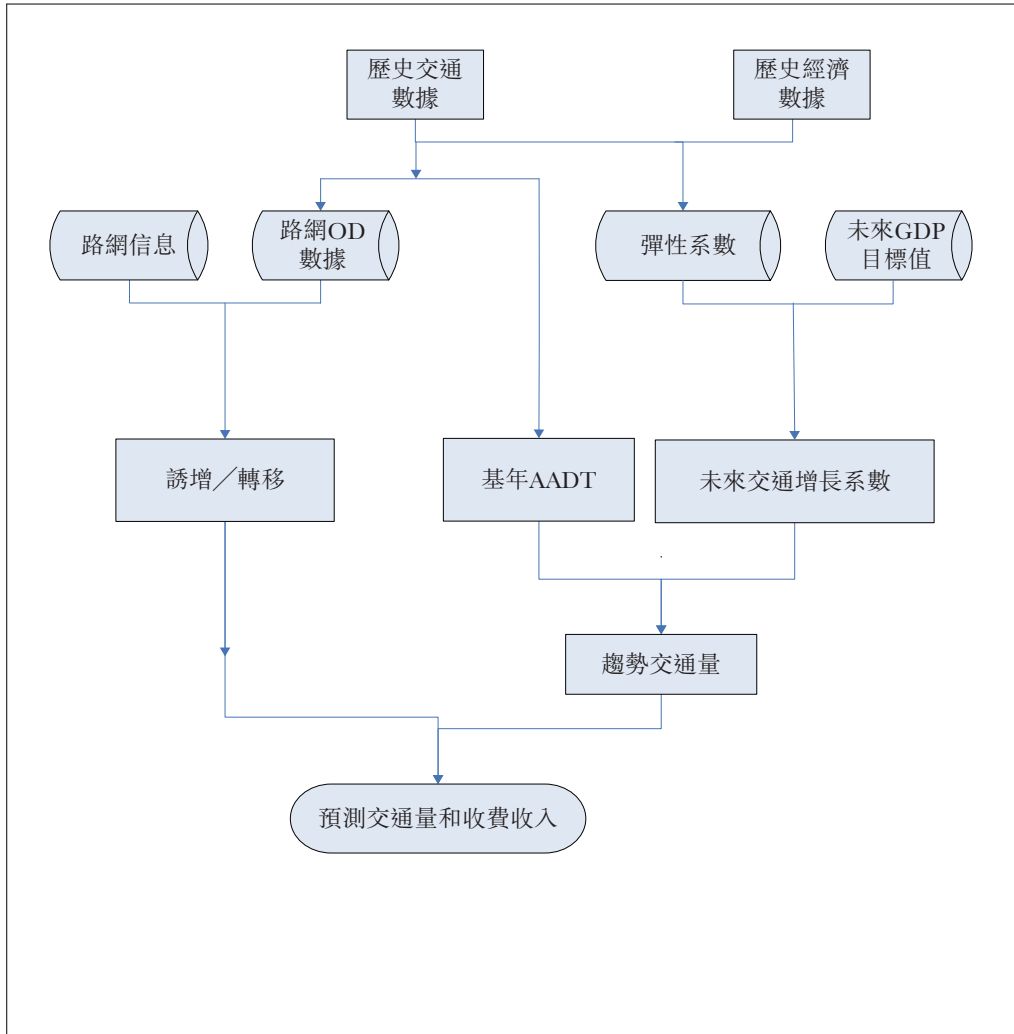 歷史交通
數據
歷史經濟
數據
路網信息
路網OD
數據
彈性系數
未來GDP
目標值
誘增／轉移
基年AADT
未來交通增長系數
趨勢交通量
預測交通量和收費收入